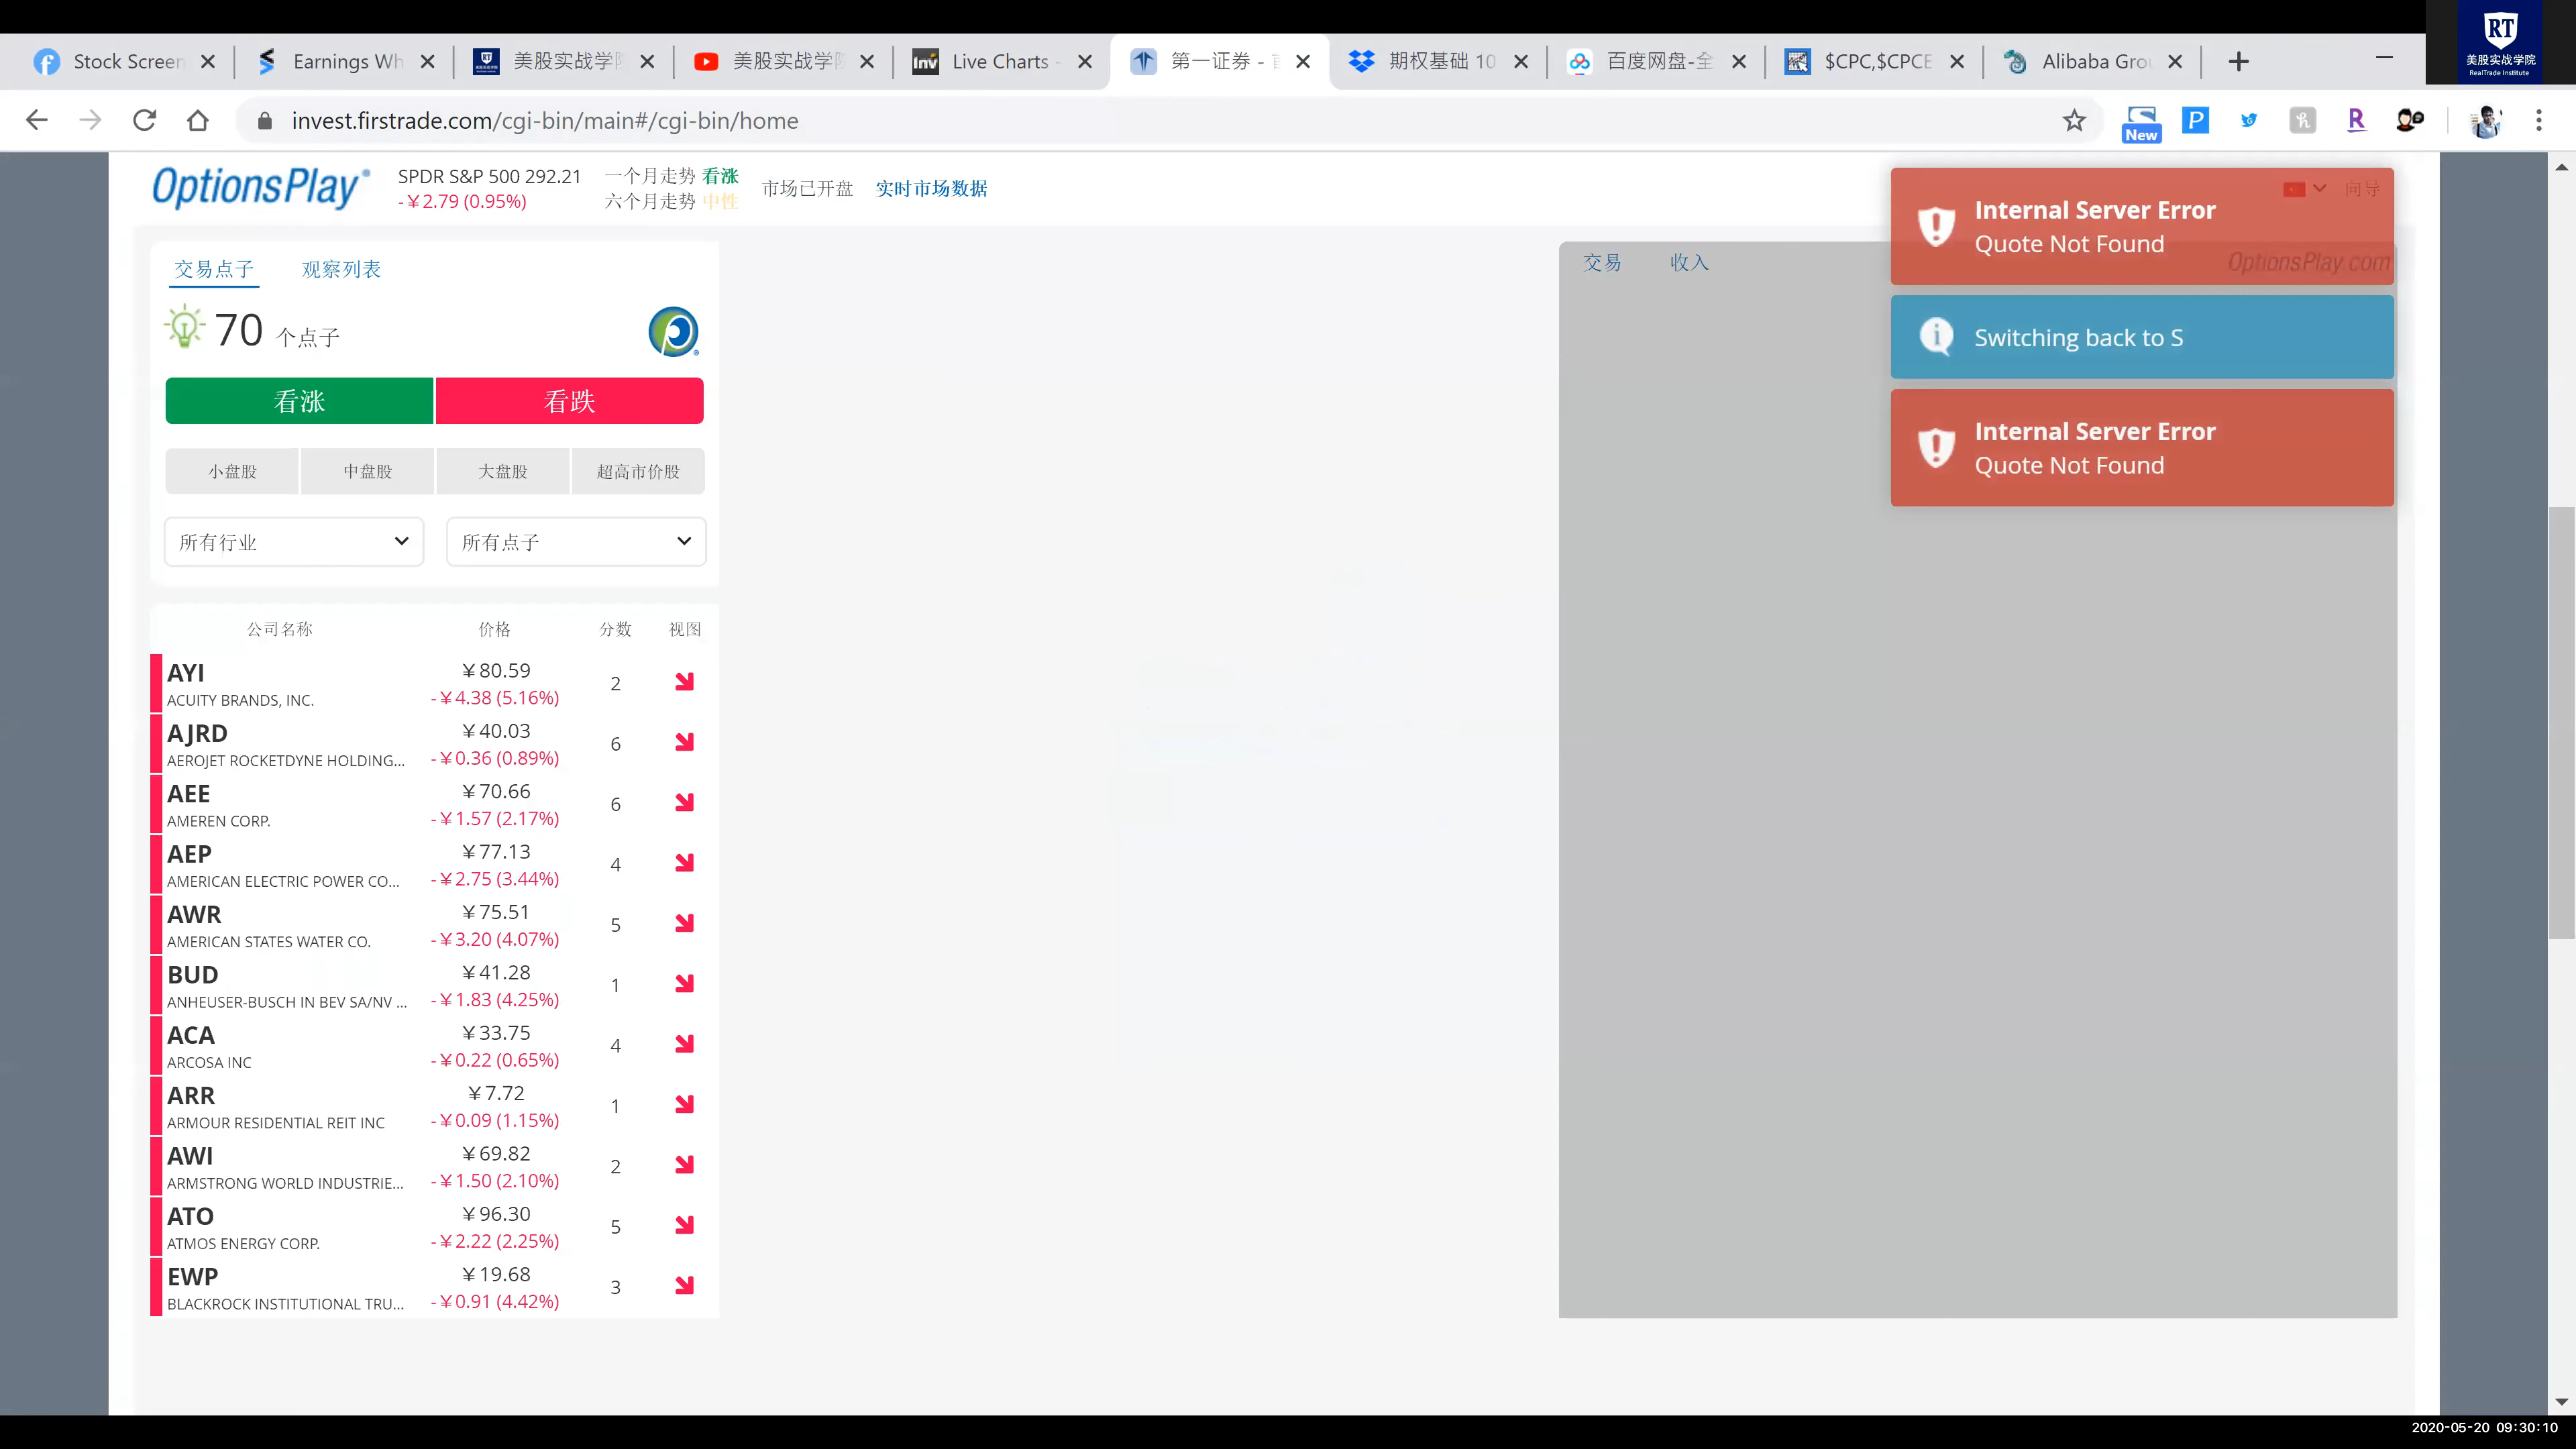 Stock Screen
Earnings Wh
美股实战学院
美股实战学院
Live Charts -
第一证券 - 首
期权基础 10
百度网盘-全
$CPC,$CPCE
Alibaba Grou
RT
美股实战学院
RealTrade Institute
invest.firstrade.com/cgi-bin/main#/cgi-bin/home
New
OptionsPlay®
SPDR S&P 500 292.21
-￥2.79 (0.95%)
一个月走势 看涨
六个月走势 中性
市场已开盘
实时市场数据
向导
Internal Server Error
Quote Not Found
OptionsPlay.com
Switching back to S
Internal Server Error
Quote Not Found
交易点子 观察列表
交易 收入
70 个点子
看涨 看跌
小盘股 中盘股 大盘股 超高市价股
所有行业 所有点子
公司名称 价格 分数 视图
AYI ￥80.59
ACUITY BRANDS, INC. -￥4.38 (5.16%) 2
AJRD ￥40.03
AEROJET ROCKETDYNE HOLDING... -￥0.36 (0.89%) 6
AEE ￥70.66
AMEREN CORP. -￥1.57 (2.17%) 6
AEP ￥77.13
AMERICAN ELECTRIC POWER CO... -￥2.75 (3.44%) 4
AWR ￥75.51
AMERICAN STATES WATER CO. -￥3.20 (4.07%) 5
BUD ￥41.28
ANHEUSER-BUSCH IN BEV SA/NV ... -￥1.83 (4.25%) 1
ACA ￥33.75
ARCOSA INC -￥0.22 (0.65%) 4
ARR ￥7.72
ARMOUR RESIDENTIAL REIT INC -￥0.09 (1.15%) 1
AWI ￥69.82
ARMSTRONG WORLD INDUSTRIE... -￥1.50 (2.10%) 2
ATO ￥96.30
ATMOS ENERGY CORP. -￥2.22 (2.25%) 5
EWP ￥19.68
BLACKROCK INSTITUTIONAL TRU... -￥0.91 (4.42%) 3
2020-05-20 09:30:10